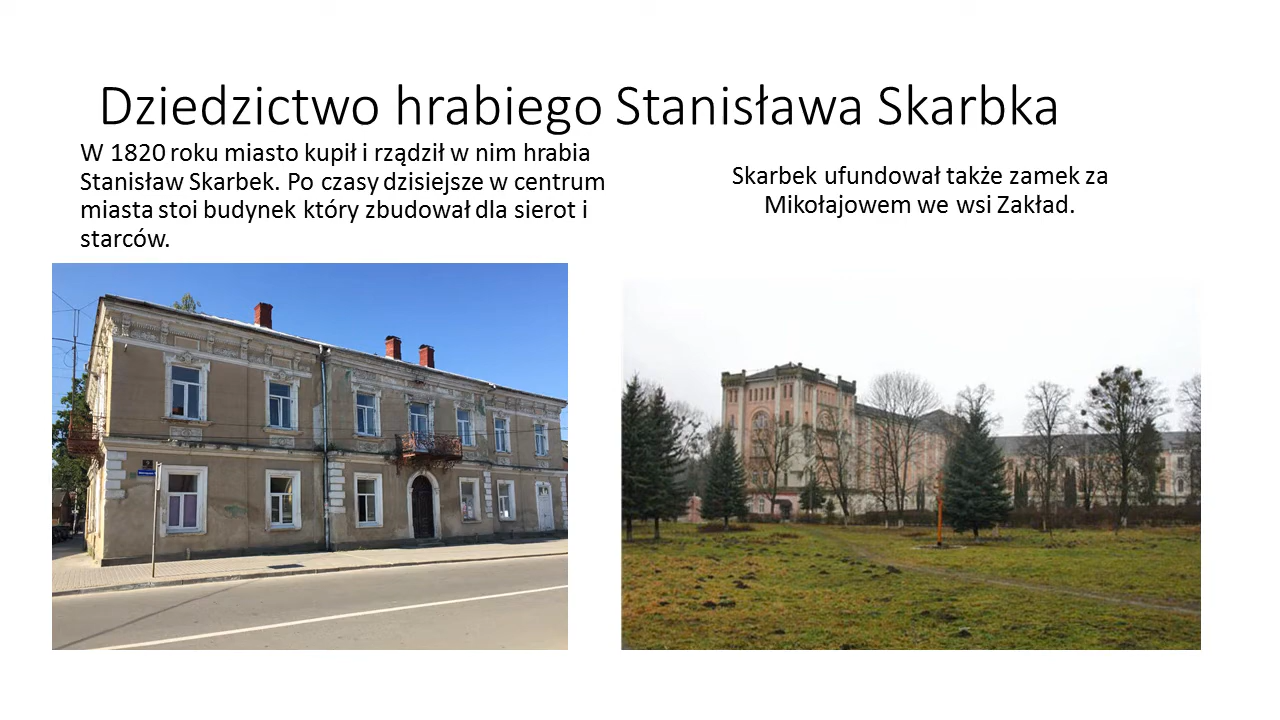 Dziedzictwo hrabiego Stanisława Skarbka
W 1820 roku miasto kupił i rządził w nim hrabia
Stanisław Skarbek. Po czasy dzisiejsze w centrum
miasta stoi budynek który zbudował dla sierot i
starców.
Skarbek ufundował także zamek za
Mikołajowem we wsi Zakład.